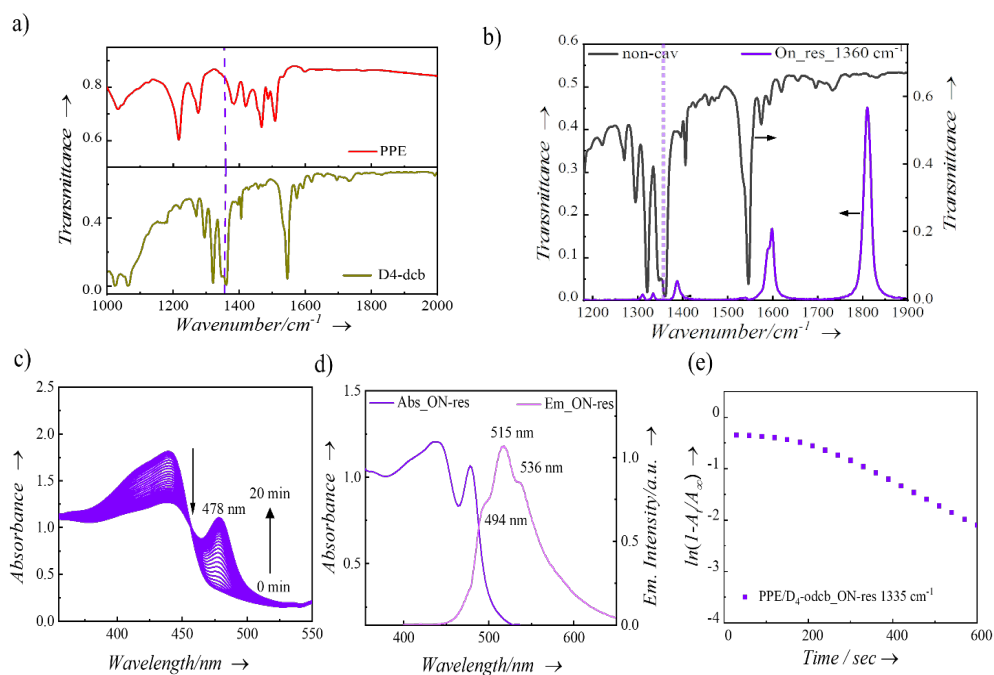 a)
0.8
0.6
PPE
0.4
0.0
D4-dcb
Transmittance →
1000 1200 1400 1600 1800 2000
Wavenumber/cm⁻¹ →
b)
non-cav
On_res_1360 cm⁻¹
0.6
0.5
0.4
0.3
0.2
0.1
0.0
Transmittance →
0.6
0.4
0.2
0.0
Transmittance →
1200 1300 1400 1500 1600 1700 1800 1900
Wavenumber/cm⁻¹ →
c)
2.5
2.0
1.5
1.0
0.5
0.0
Absorbance →
478 nm
20 min
0 min
400 450 500 550
Wavelength/nm →
d)
Abs_ON-res
Em_ON-res
1.5
1.0
0.5
0.0
Absorbance →
515 nm
536 nm
494 nm
1.0
0.5
0.0
Em. Intensity/a.u. →
400 500 600
Wavelength/nm →
(e)
0
-1
-2
-3
-4
ln(1-Aₜ/A∞) →
PPE/D₄-odcb_ON-res 1335 cm⁻¹
0 100 200 300 400 500 600
Time / sec →